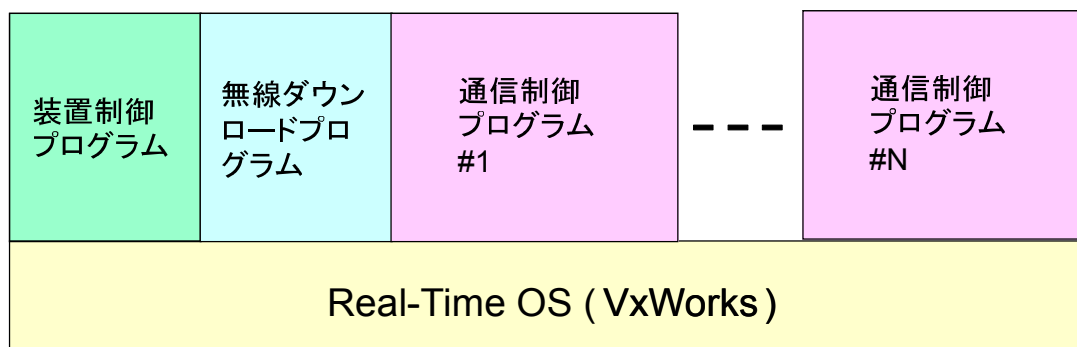 装置制御
プログラム
無線ダウン
ロードプロ
グラム
通信制御
プログラム
#1
通信制御
プログラム
#N
Real-Time OS (VxWorks)